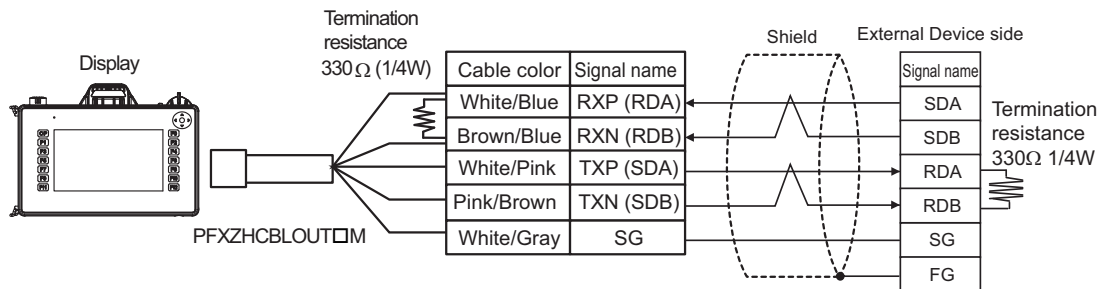 Termination
resistance
330 Ω (1/4W)
Shield
External Device side
Display
Cable color Signal name
White/Blue RXP (RDA)
Brown/Blue RXN (RDB)
White/Pink TXP (SDA)
Pink/Brown TXN (SDB)
White/Gray SG
Signal name
SDA
SDB
RDA
RDB
SG
FG
Termination
resistance
330Ω 1/4W
PFXZHCBLOUT□M